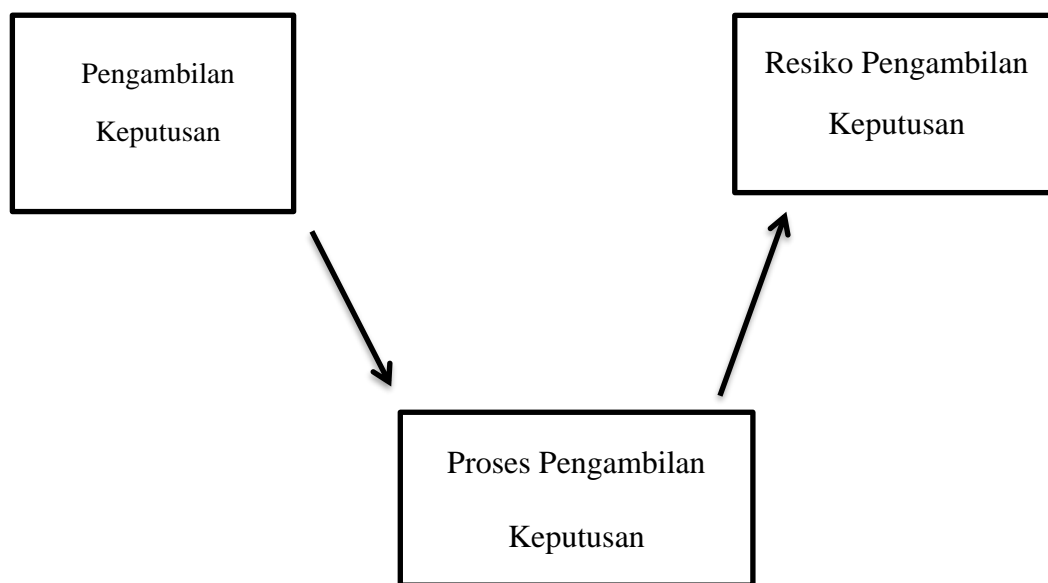 Pengambilan
Keputusan
Resiko Pengambilan
Keputusan
Proses Pengambilan
Keputusan